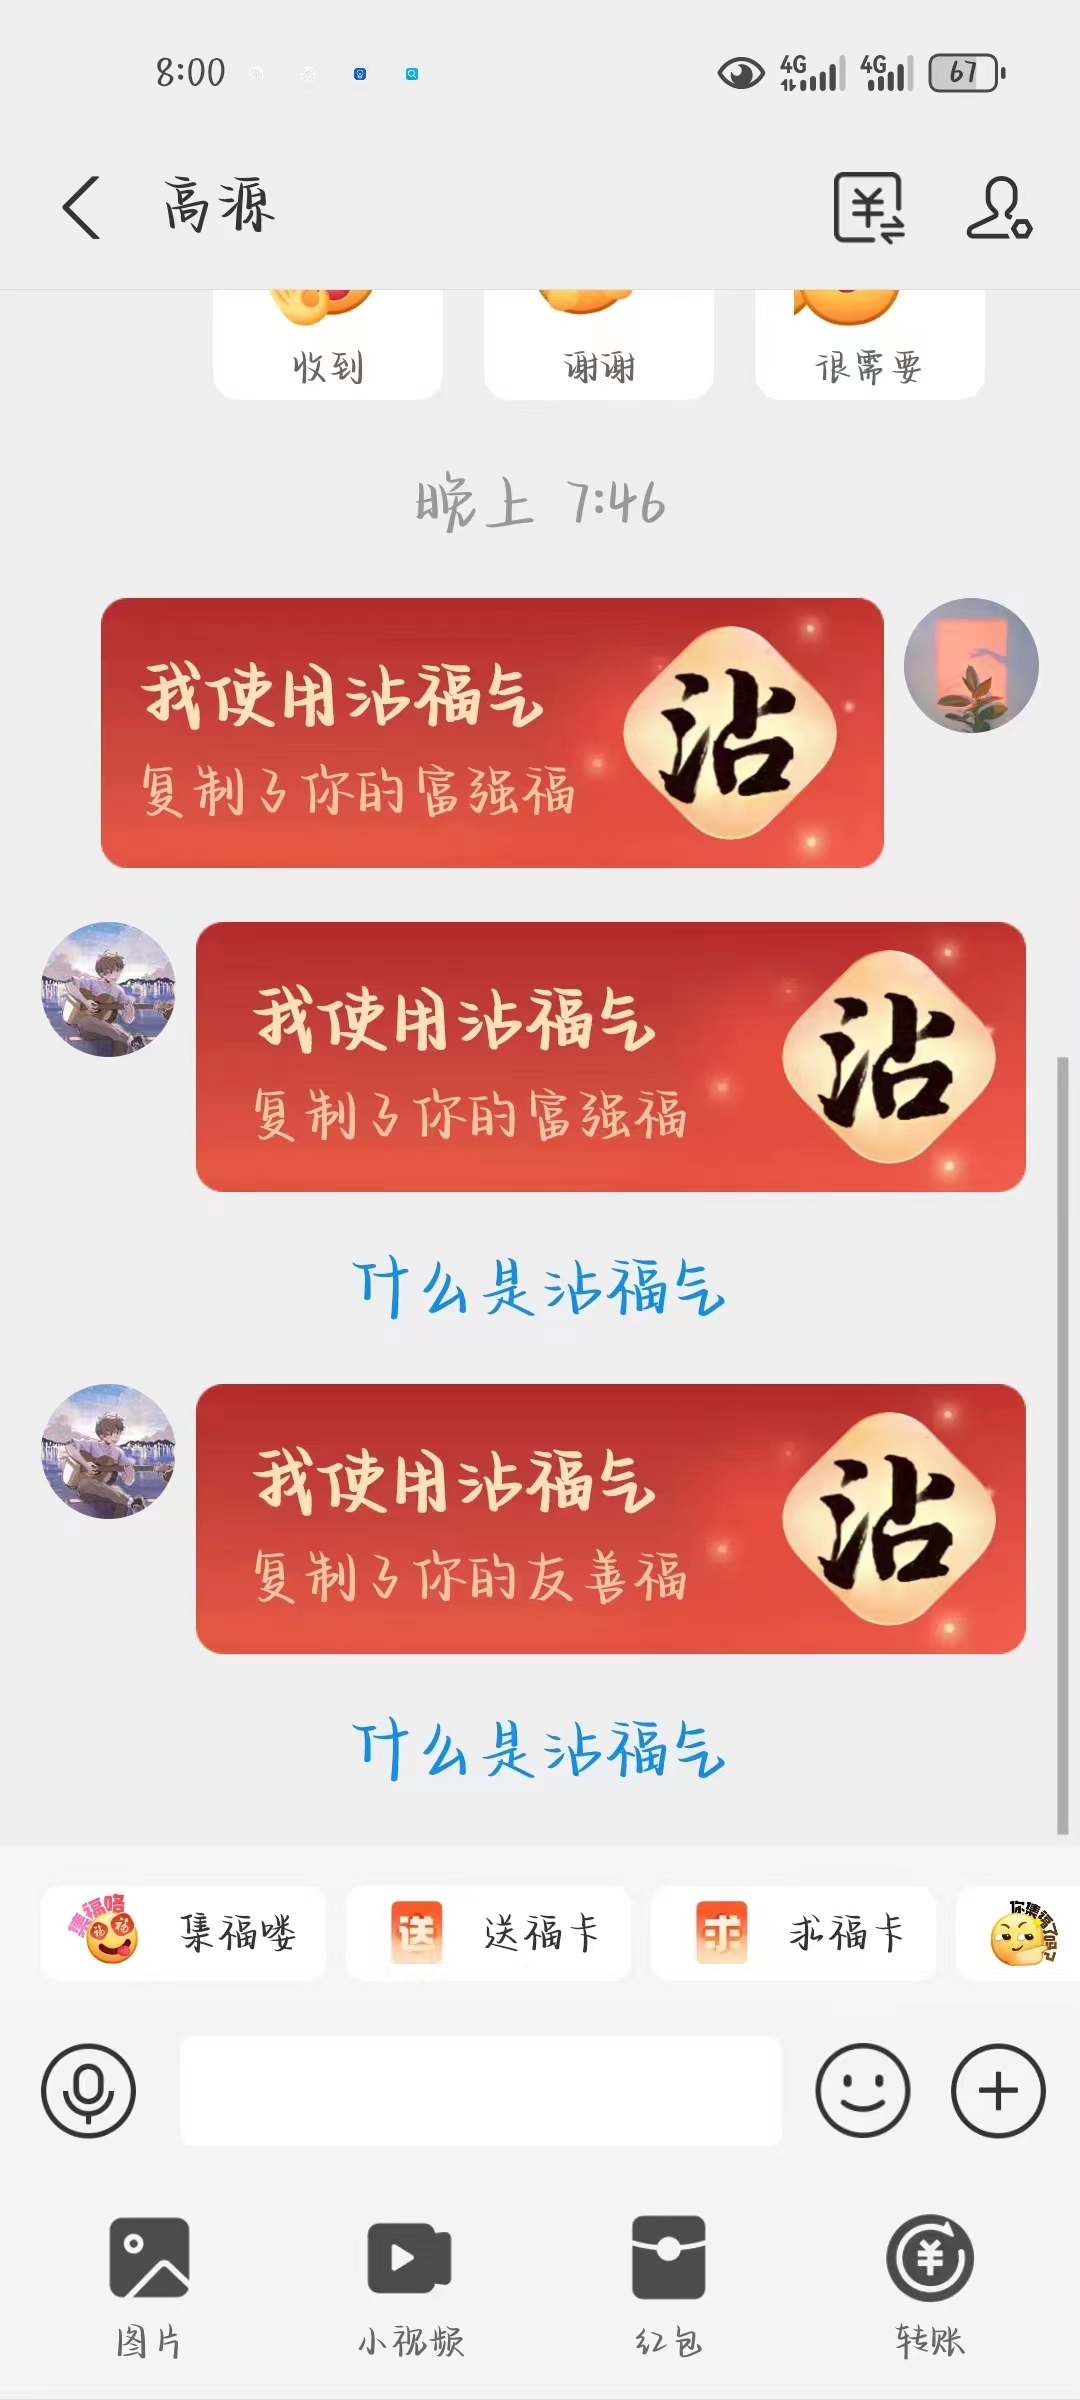 8:00
4G
4G
67
高源
收到
谢谢
很需要
晚上 7:46
我使用沾福气
复制了你的富强福
沾
我使用沾福气
复制了你的富强福
沾
什么是沾福气
我使用沾福气
复制了你的友善福
沾
什么是沾福气
集福咯
福福
集福喽
送
送福卡
求
求福卡
你集福了吗
图片
小视频
红包
转账